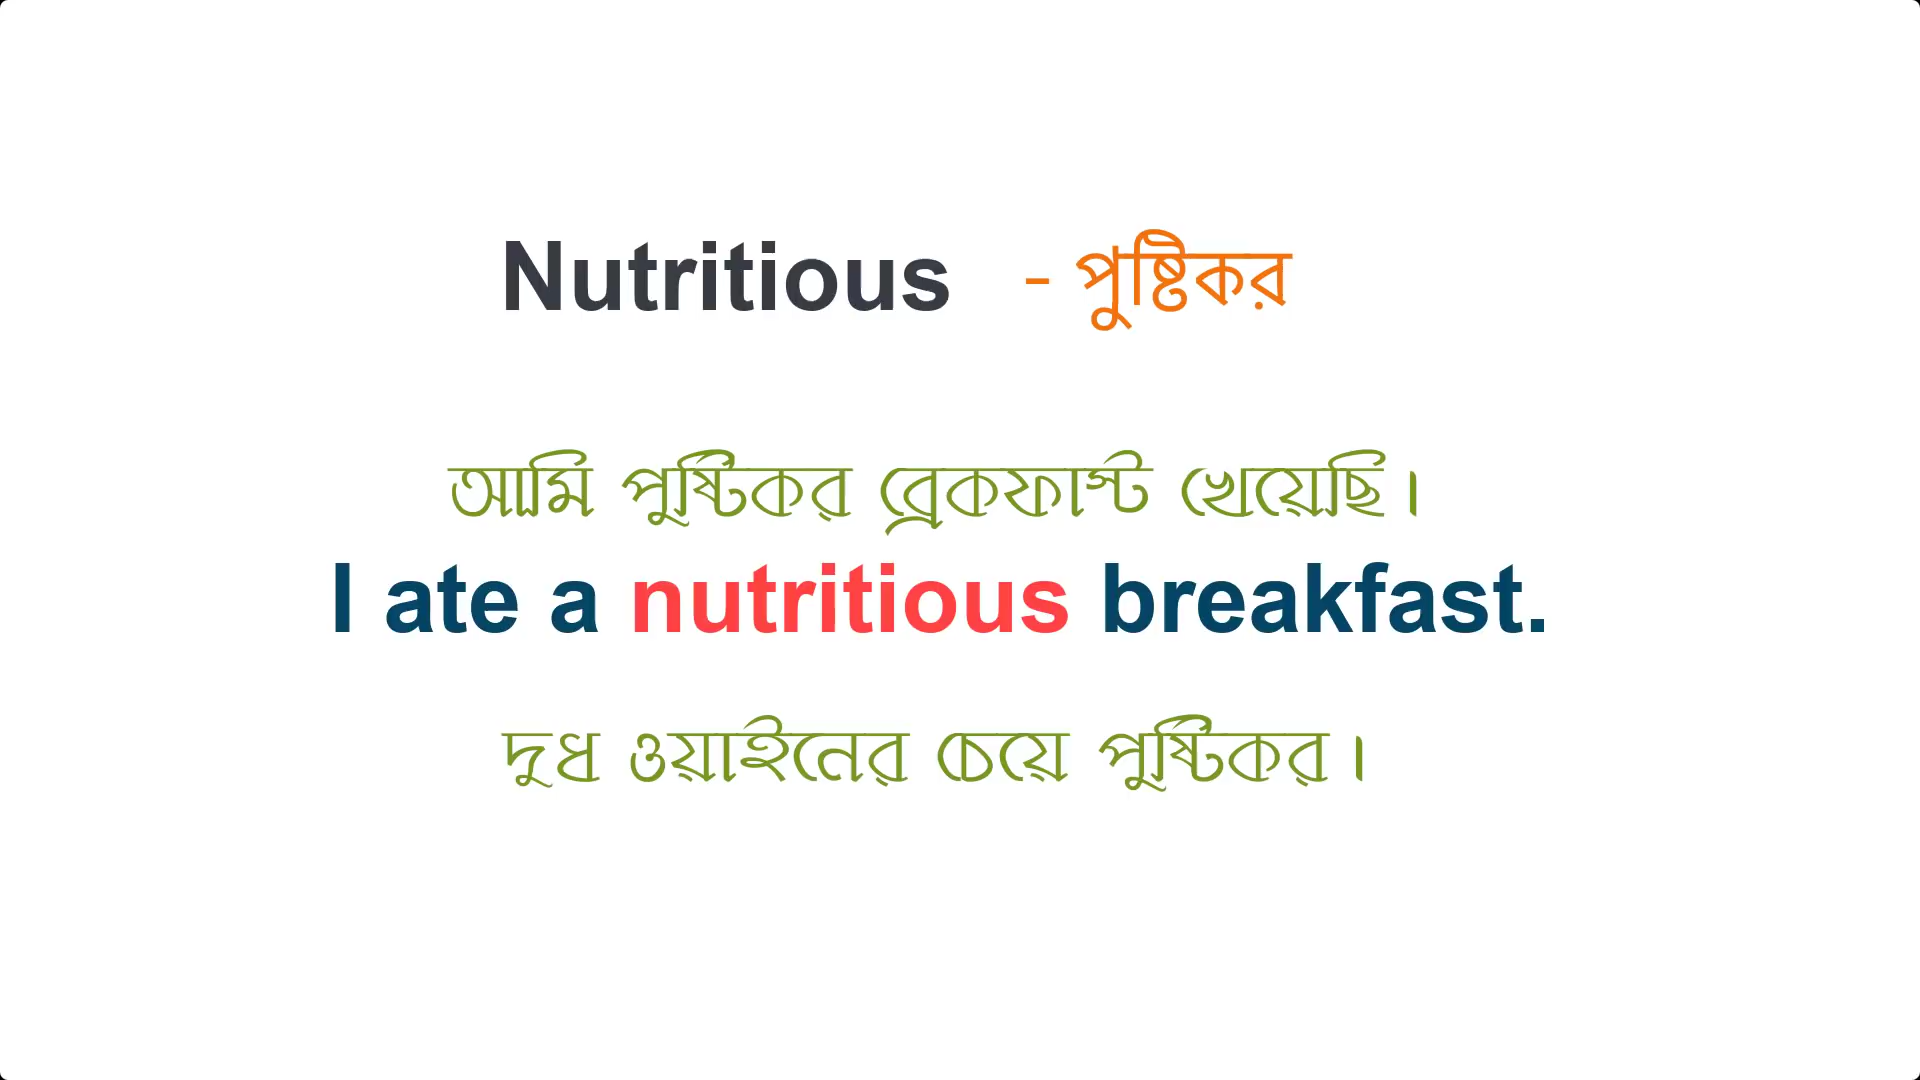 Nutritious - পুষ্টিকর
আমি পুষ্টিকর ব্রেকফাস্ট খেয়েছি।
I ate a nutritious breakfast.
দুধ ওয়াইনের চেয়ে পুষ্টিকর।